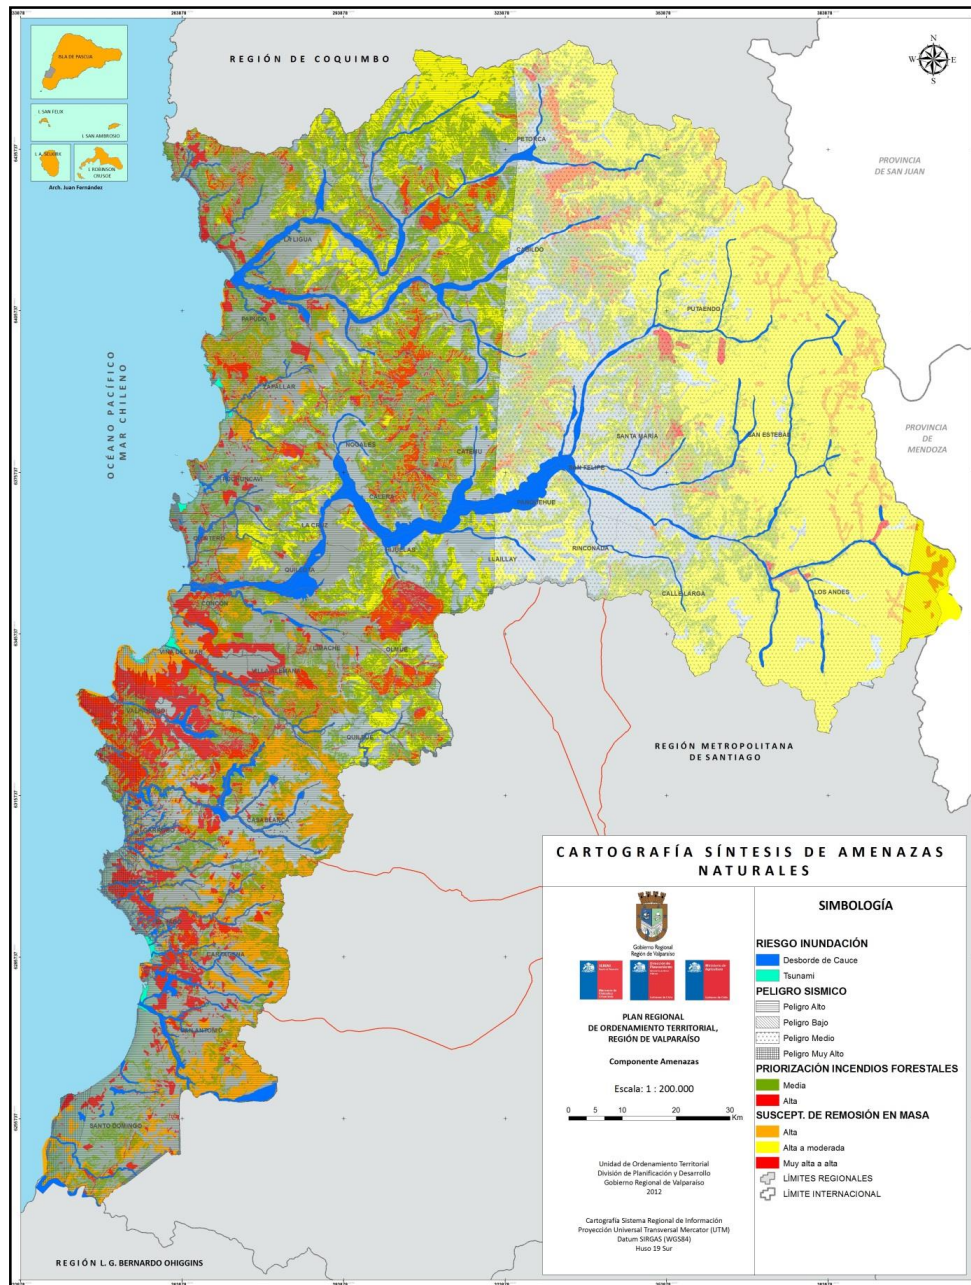 ISLA DE PASCUA
I. SAN FELIX
I. SAN AMBROSIO
I. ROBINSON
CRUSOE
Arch. Juan Fernández
REGIÓN DE COQUIMBO
N
W
E
S
PROVINCIA
DE SAN JUAN
PROVINCIA
DE
MENDOZA
OCÉANO PACÍFICO
MAR CHILENO
PETORCA
LA LIGUA
CABILDO
PAPUDO
PUTAENDO
ZAPALLAR
NOGALES
CATEMU
SANTA MARIA
SAN ESTEBAN
SAN FELIPE
PUCHUNCAVI
CALERA
LA CRUZ
QUINTERO
LLAILLAY
RINCONADA
QUILLOTA
CALLE LARGA
LOS ANDES
CONCON
VIÑA DEL MAR
LIMACHE
OLMUE
VILLA ALEMANA
VALPARAISO
QUILPUE
CASABLANCA
CARTAGENA
SAN ANTONIO
SANTO DOMINGO
REGIÓN METROPOLITANA
DE SANTIAGO
REGIÓN L. G. BERNARDO OHIGGINS
CARTOGRAFÍA SÍNTESIS DE AMENAZAS
NATURALES
Gobierno Regional
Región de Valparaíso
PLAN REGIONAL
DE ORDENAMIENTO TERRITORIAL,
REGIÓN DE VALPARAÍSO
Componente Amenazas
Escala: 1 : 200.000
0 5 10 20 30
Km
Unidad de Ordenamiento Territorial
División de Planificación y Desarrollo
Gobierno Regional de Valparaíso
2012
Cartografía Sistema Regional de Información
Proyección Universal Transversal Mercator (UTM)
Datum SIRGAS (WGS84)
Huso 19 Sur
SIMBOLOGÍA
RIESGO INUNDACIÓN
Desborde de Cauce
Tsunami
PELIGRO SISMICO
Peligro Alto
Peligro Bajo
Peligro Medio
Peligro Muy Alto
PRIORIZACIÓN INCENDIOS FORESTALES
Media
Alta
SUSCEPT. DE REMOSIÓN EN MASA
Alta
Alta a moderada
Muy alta a alta
LÍMITES REGIONALES
LÍMITE INTERNACIONAL